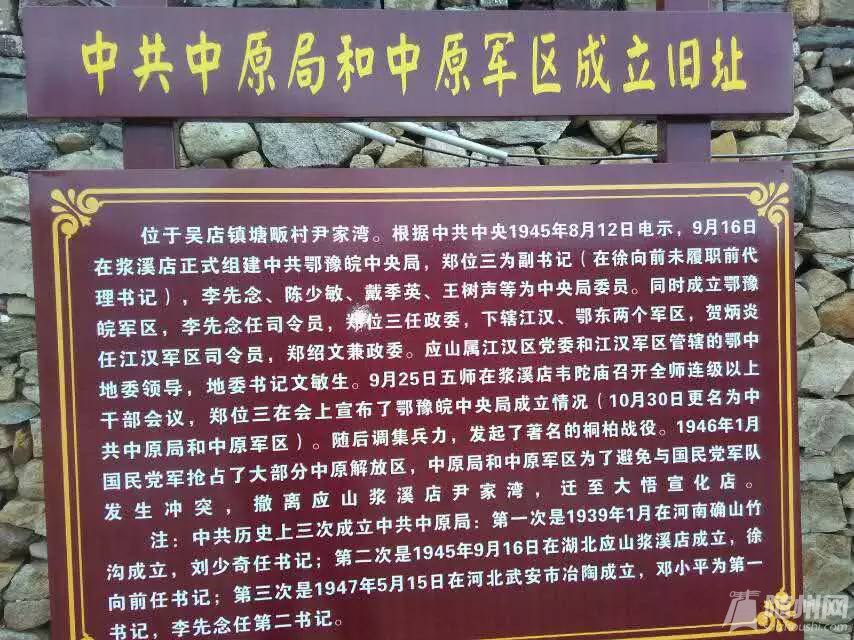 中共中原局和中原军区成立旧址
位于吴店镇塘畈村尹家湾。根据中共中央1945年8月12日电示，9月16日
在浆溪店正式组建中共鄂豫皖中央局，郑位三为副书记（在徐向前未履职前代
理书记），李先念、陈少敏、戴季英、王树声等为中央局委员。同时成立鄂豫
皖军区，李先念任司令员，郑位三任政委，下辖江汉、鄂东两个军区，贺炳炎
任江汉军区司令员，郑绍文兼政委。应山属江汉区党委和江汉军区管辖的鄂中
地委领导，地委书记文敏生。9月25日五师在浆溪店韦陀庙召开全师连级以上
干部会议，郑位三在会上宣布了鄂豫皖中央局成立情况（10月30日更名为中
共中原局和中原军区）。随后调集兵力，发起了著名的桐柏战役。1946年1月
国民党军抢占了大部分中原解放区，中原局和中原军区为了避免与国民党军队
发生冲突，撤离应山浆溪店尹家湾，迁至大悟宣化店。
注：中共历史上三次成立中共中原局：第一次是1939年1月在河南确山竹
沟成立，刘少奇任书记；第二次是1945年9月16日在湖北应山浆溪店成立，徐
向前任书记；第三次是1947年5月15日在河北武安市冶陶成立，邓小平为第一
书记，李先念任第二书记。